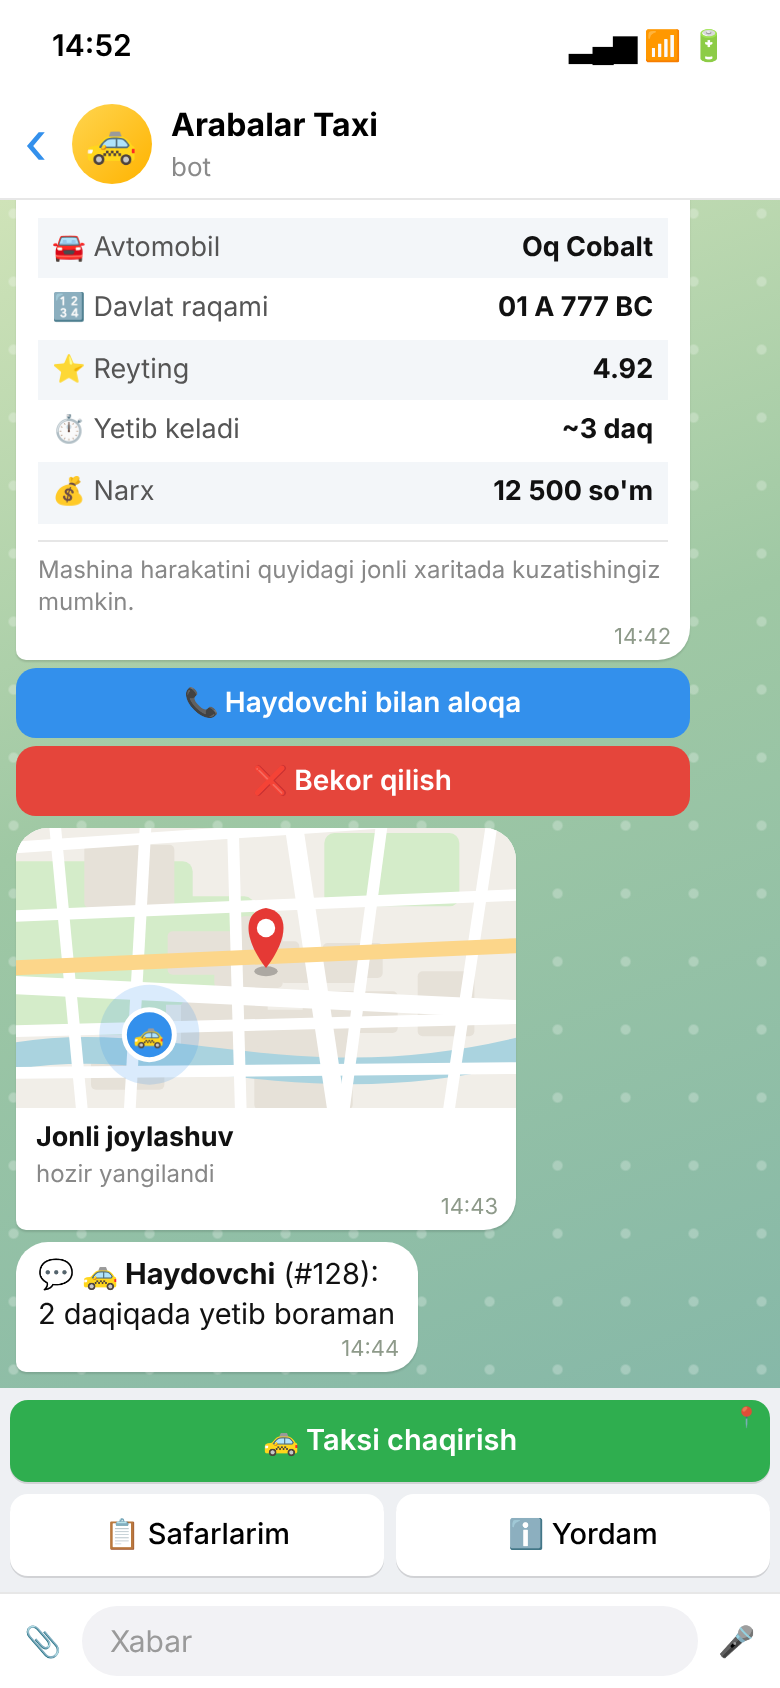 14:52
Arabalar Taxi
bot
Avtomobil Oq Cobalt
Davlat raqami 01 A 777 BC
Reyting 4.92
Yetib keladi ~3 daq
Narx 12 500 so'm
Mashina harakatini quyidagi jonli xaritada kuzatishingiz
mumkin.
14:42
Haydovchi bilan aloqa
Bekor qilish
Jonli joylashuv
hozir yangilandi
14:43
Haydovchi (#128):
2 daqiqada yetib boraman
14:44
Taksi chaqirish
Safarlarim Yordam
Xabar